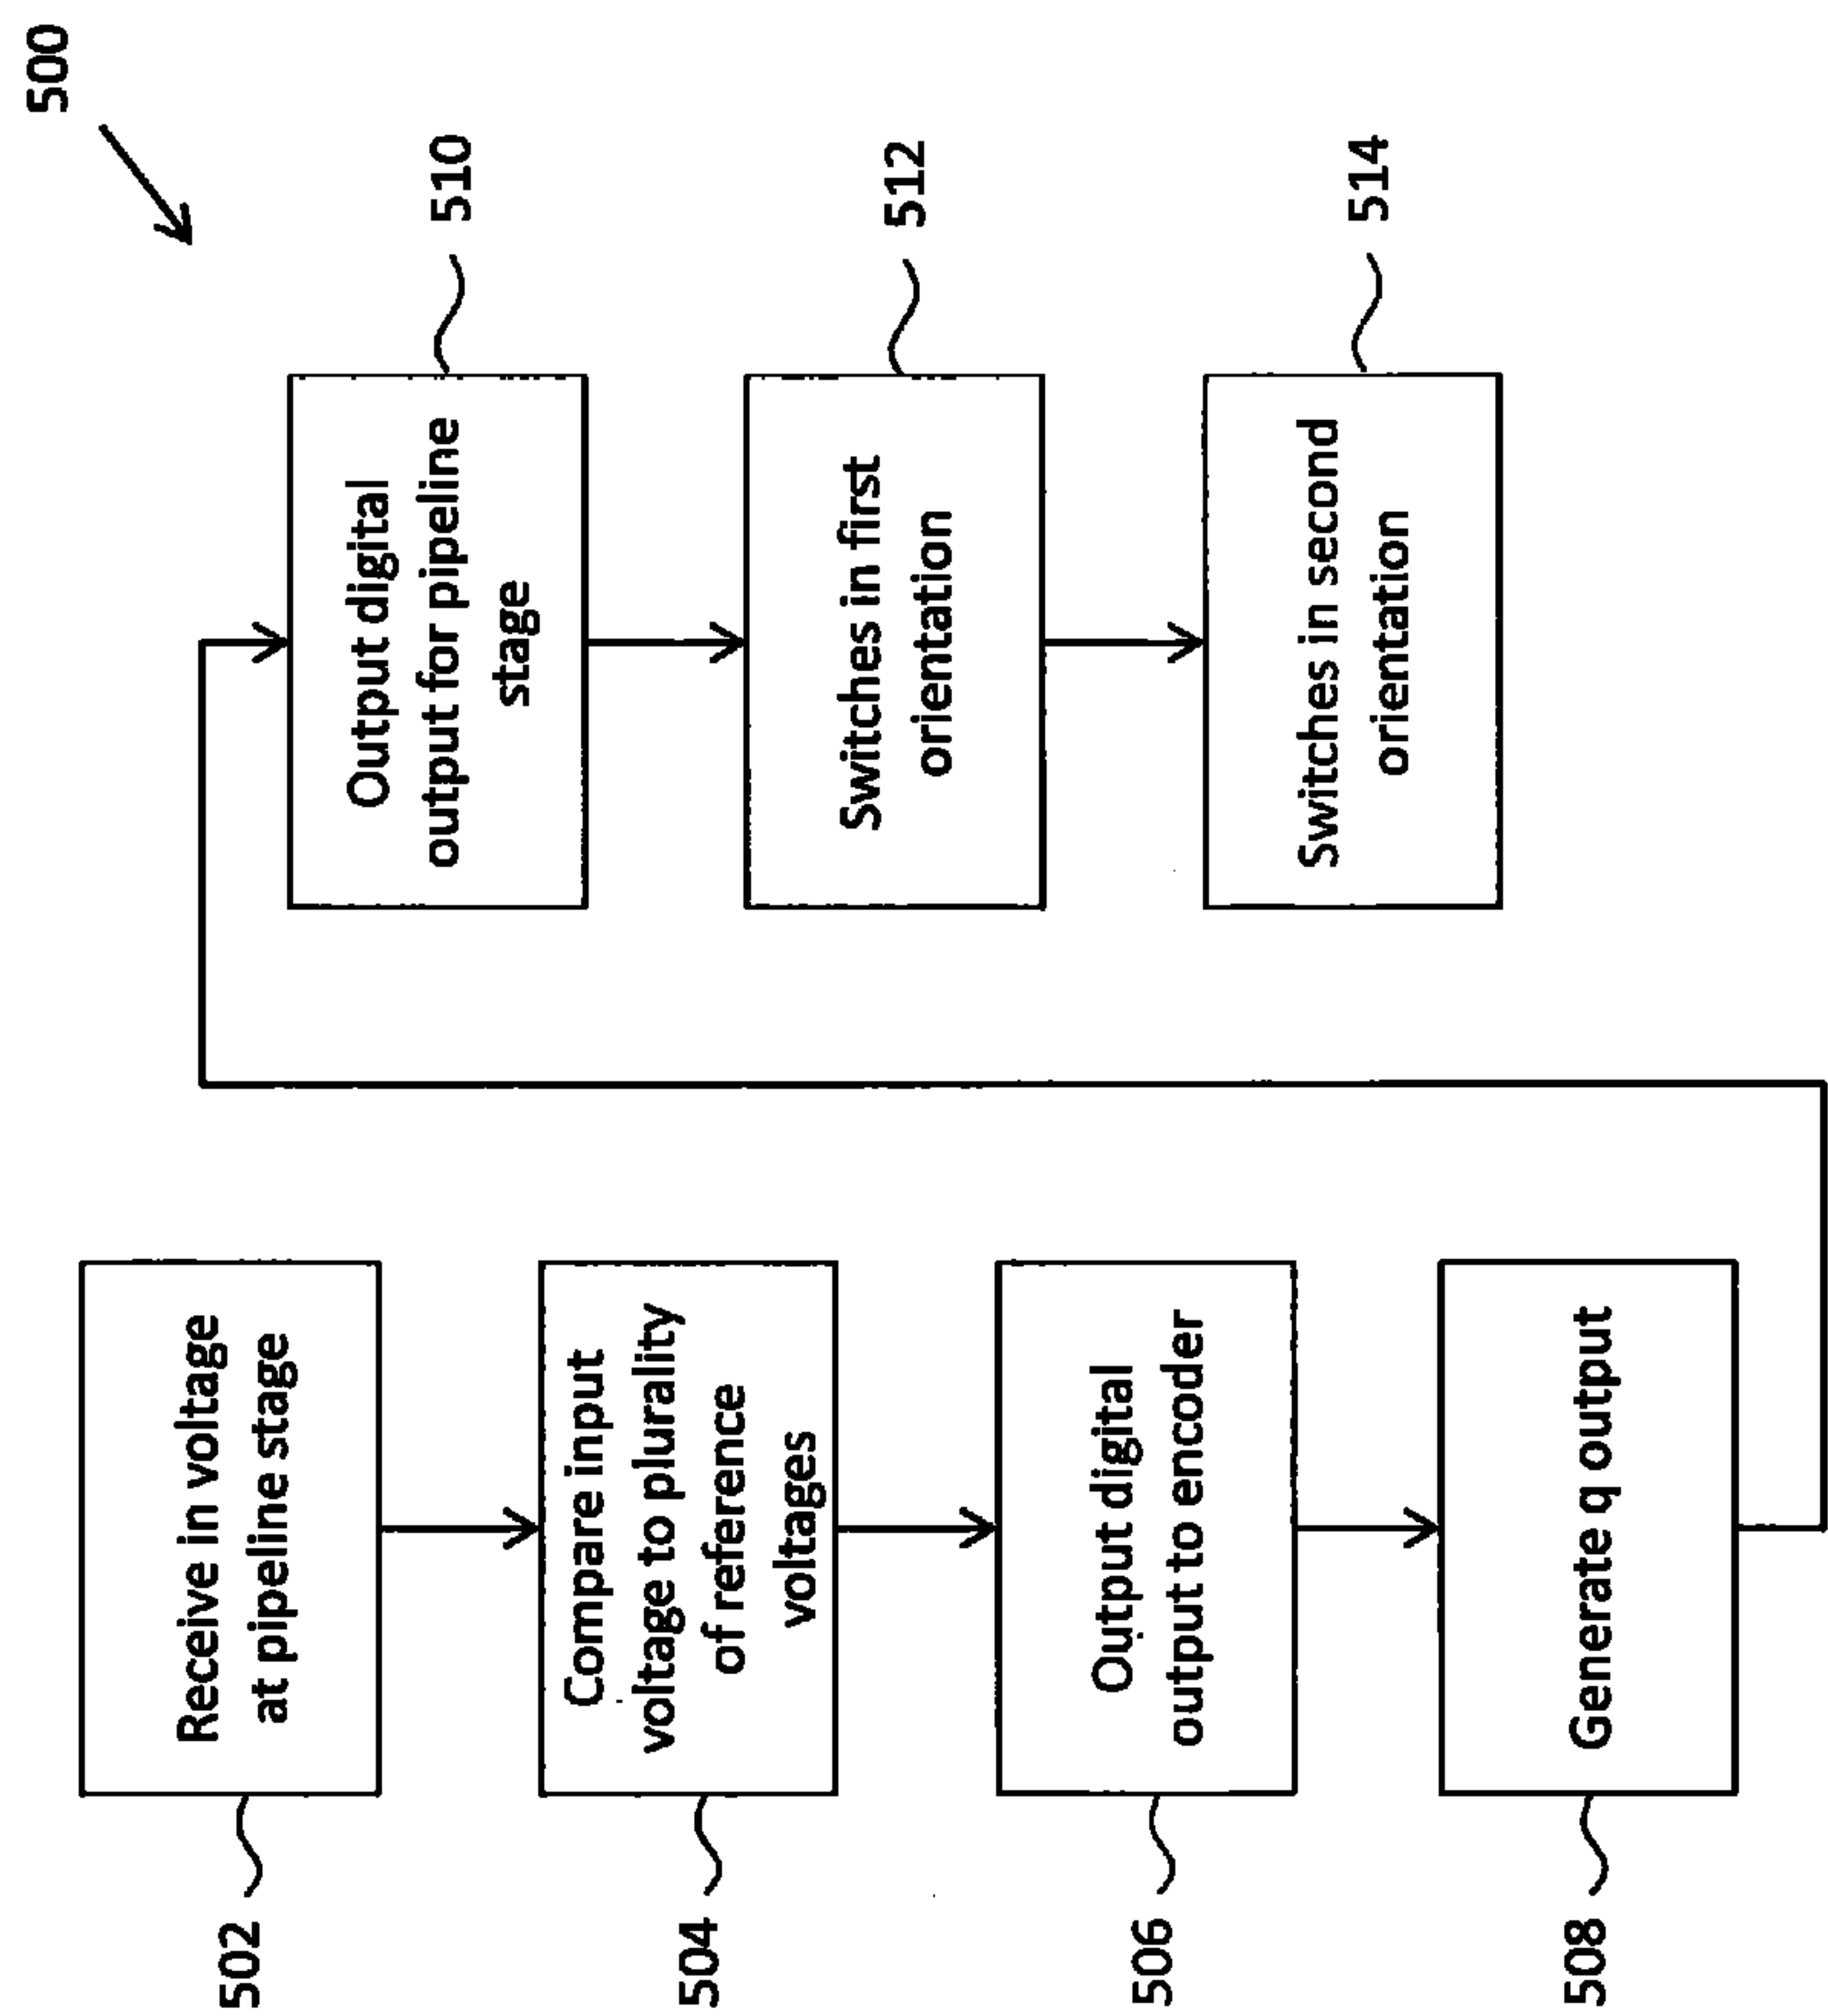 500
502
Receive in voltage
at pipeline stage
504
Compare input
voltage to plurality
of reference
voltages
506
Output digital
output to encoder
508
Generate q output
510
Output digital
output for pipeline
stage
512
Switches in first
orientation
514
Switches in second
orientation